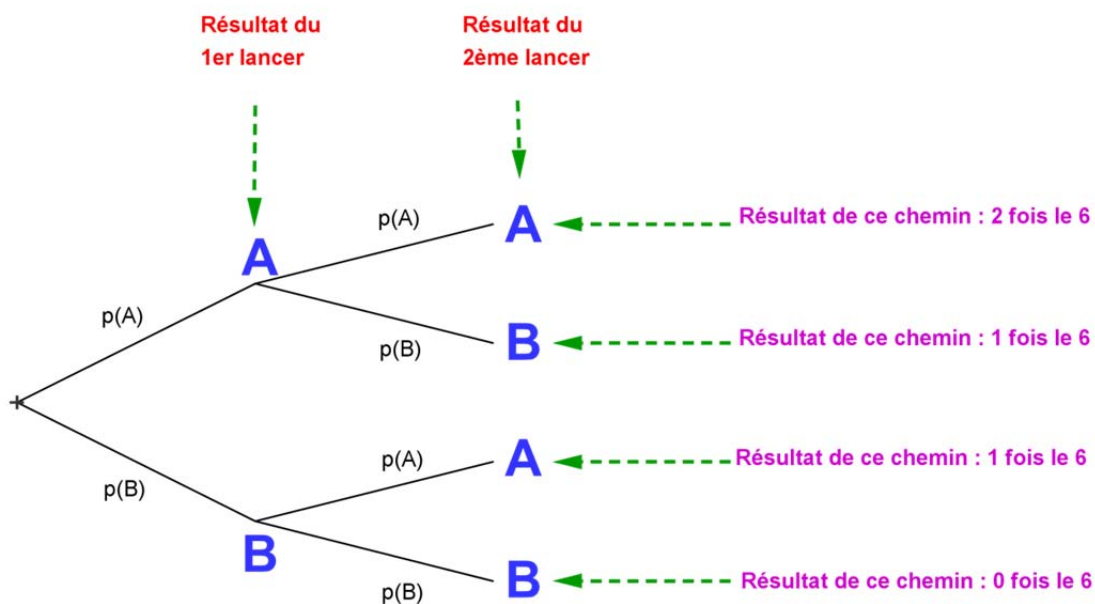 Résultat du
1er lancer
Résultat du
2ème lancer
A
p(A)
A
Résultat de ce chemin : 2 fois le 6
p(A)
p(B)
B
Résultat de ce chemin : 1 fois le 6
p(B)
B
p(A)
A
Résultat de ce chemin : 1 fois le 6
p(B)
B
Résultat de ce chemin : 0 fois le 6